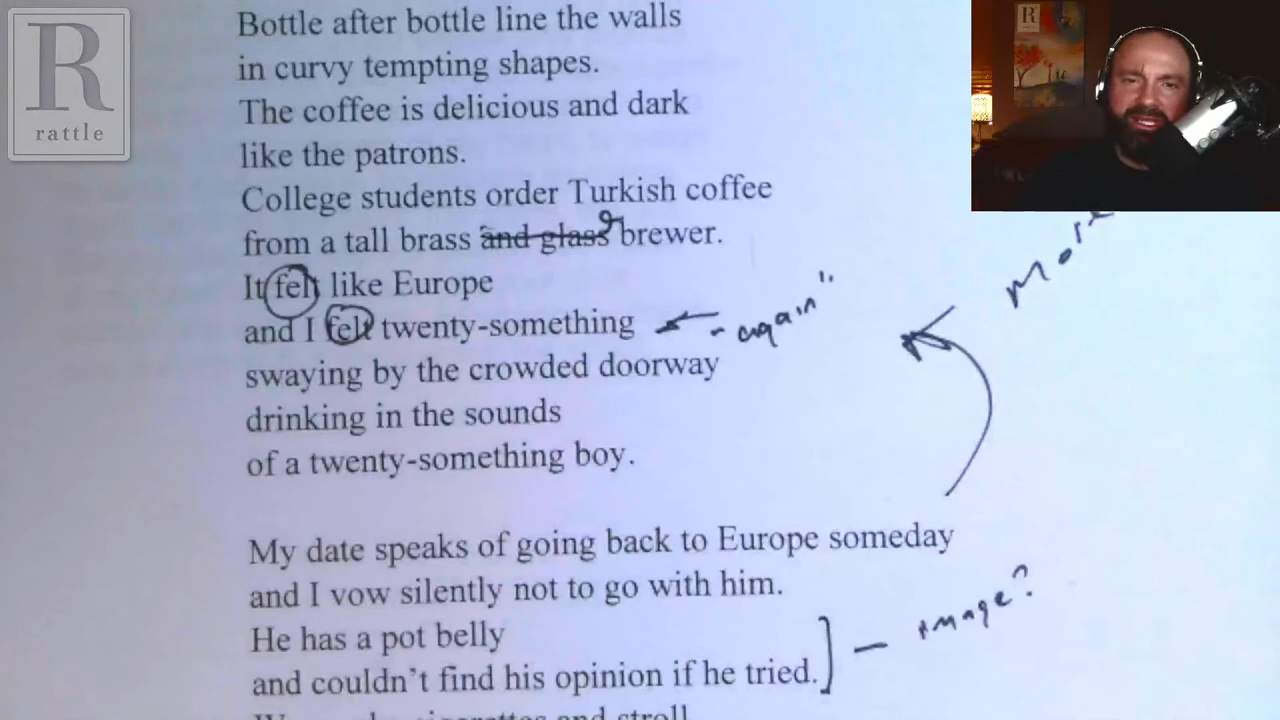 R
rattle
Bottle after bottle line the walls
in curvy tempting shapes.
The coffee is delicious and dark
like the patrons.
College students order Turkish coffee
from a tall brass and glass brewer.
It felt like Europe
and I felt twenty-something - "again"
swaying by the crowded doorway
drinking in the sounds
of a twenty-something boy.
More
My date speaks of going back to Europe someday
and I vow silently not to go with him.
He has a pot belly
and couldn't find his opinion if he tried. — image?
cigarettes and stroll